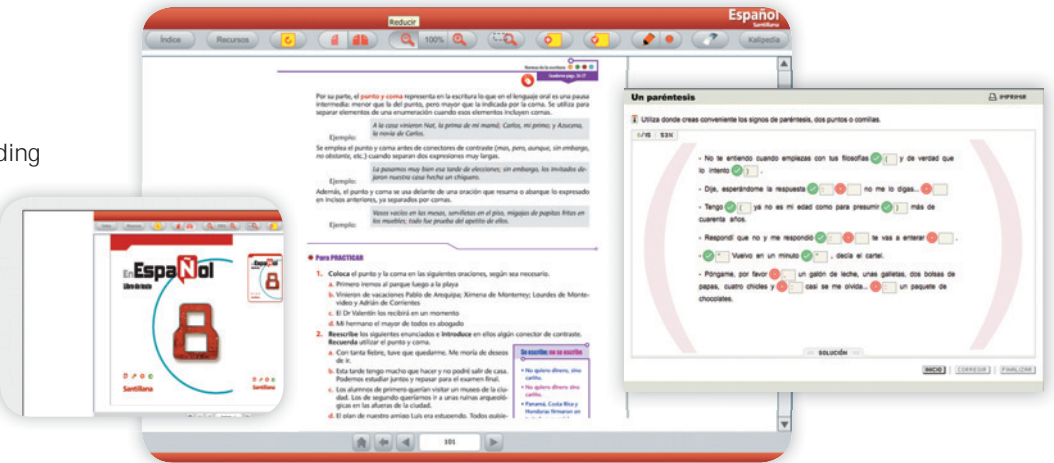 ding
Reducir
Español
Santillana
Índice
Recursos
100%
Kalipedia
Por su parte, el punto y coma representa en la escritura lo que en el lenguaje oral es una pausa
intermedia: menor que la del punto, pero mayor que la indicada por la coma. Se utiliza para
separar elementos de una enumeración cuando esos elementos incluyen comas.
A la casa vinieron Nat, la prima de mi mamá; Carlos, mi primo; y Azucena,
la novia de Carlos.
Ejemplo:
Se emplea el punto y coma antes de conectores de contraste (mas, pero, aunque, sin embargo,
no obstante, etc.) cuando separan dos expresiones muy largas.
La pasamos muy bien esa tarde de elecciones; sin embargo, los invitados de-
jaron nuestra casa hecha un chiquero.
Ejemplo:
Además, el punto y coma se usa delante de una oración que resuma o abarque lo expresado
en incisos anteriores, ya separados por comas.
Vasos vacíos en las mesas, servilletas en el piso, migajas de papitas fritas en
los muebles; todo fue prueba del apetito de ellos.
Ejemplo:
Para PRACTICAR
1. Coloca el punto y la coma en las siguientes oraciones, según sea necesario.
a. Primero iremos al parque luego a la playa
b. Vinieron de vacaciones Pablo de Arequipa; Ximena de Monterrey; Lourdes de Monte-
video y Adrián de Corrientes
c. El Dr Valentín los recibirá en un momento
d. Mi hermano el mayor de todos es abogado
2. Reescribe los siguientes enunciados e introduce en ellos algún conector de contraste.
Recuerda utilizar el punto y coma.
a. Con tanta fiebre, tuve que quedarme. Me moría de deseos
de ir.
b. Esta tarde tengo mucho que hacer y no podré salir de casa.
Podemos estudiar juntos y repasar para el examen final.
c. Los alumnos de primero querían visitar un museo de la ciu-
dad. Los de segundo queríamos ir a unas ruinas arqueoló-
gicas en las afueras de la ciudad.
d. El plan de nuestro amigo Luis era estupendo. Todos quisie-
Se escribe; no se escribe
• No quiero dinero, sino
cariño.
• No quiero dinero sino
cariño.
• Panamá, Costa Rica y
Honduras firmaron un
101
En Español
Libro de texto
8
Santillana
Santillana
Un paréntesis
IMPRIMIR
Utiliza donde creas conveniente los signos de paréntesis, dos puntos o comillas.
8/15 53%
- No te entiendo cuando empiezas con tus filosofías ( y de verdad que
lo intento ) .
- Dije, esperándome la respuesta : no me lo digas...
- Tengo ( ya no es mi edad como para presumir ) más de
cuarenta años.
- Respondí que no y me respondió : te vas a enterar .
- " Vuelvo en un minuto " , decía el cartel.
- Póngame, por favor un galón de leche, unas galletas, dos bolsas de
papas, cuatro chicles y casi se me olvida... un paquete de
chocolates.
SOLUCIÓN
INICIO CORREGIR FINALIZAR